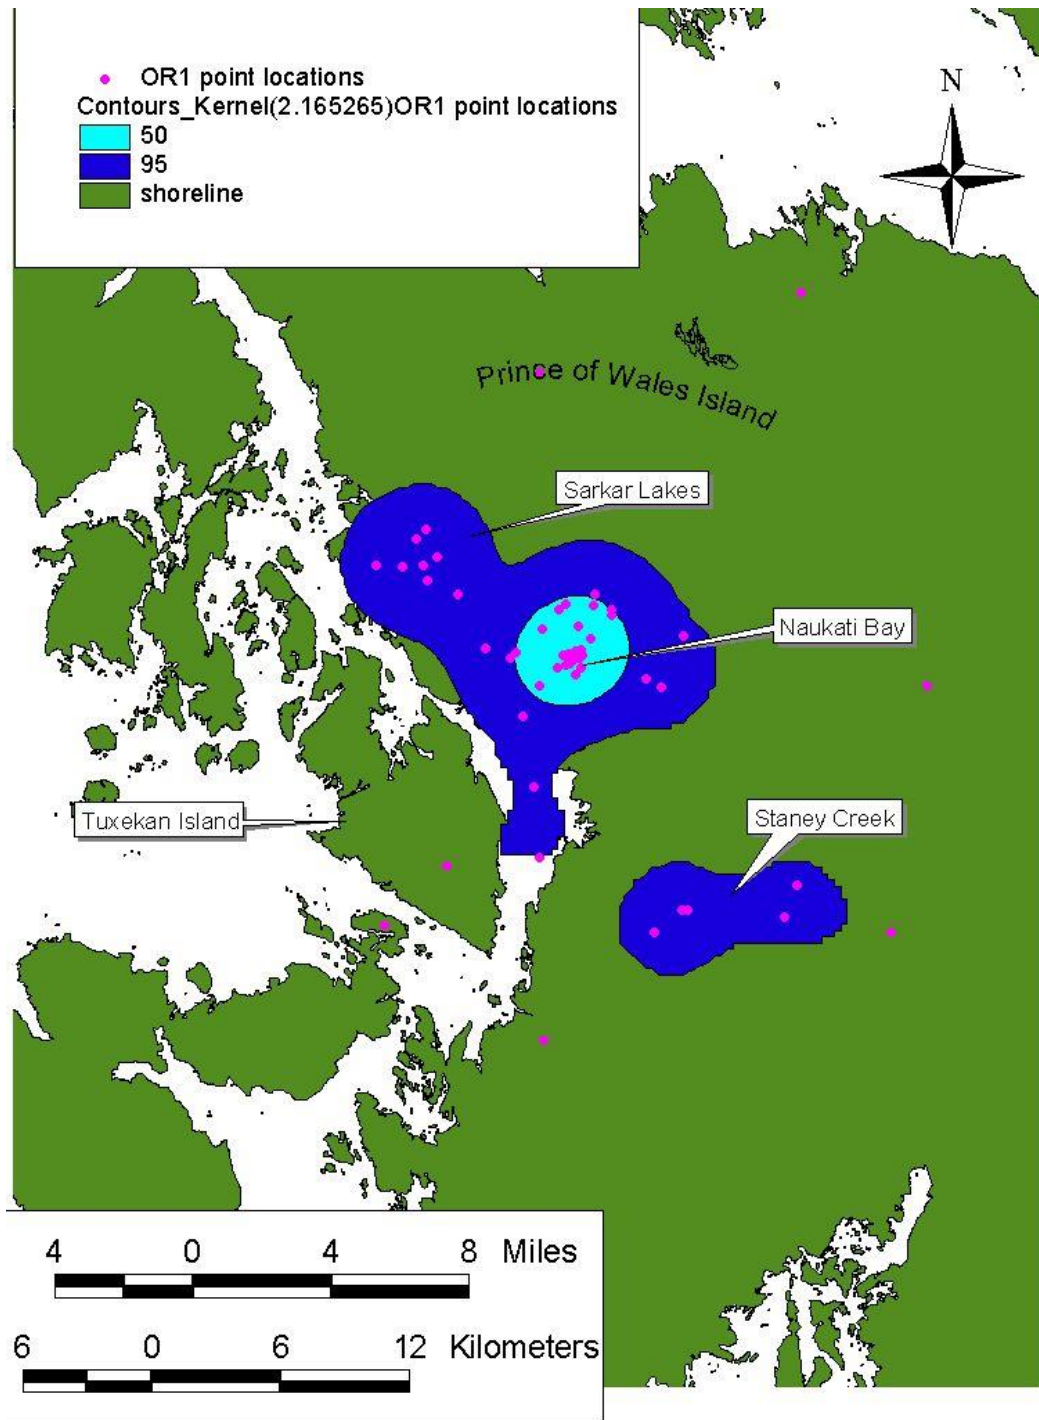 OR1 point locations
Contours_Kernel(2.165265)OR1 point locations
50
95
shoreline
N
Prince of Wales Island
Sarkar Lakes
Naukati Bay
Tuxekan Island
Staney Creek
4 0 4 8 Miles
6 0 6 12 Kilometers